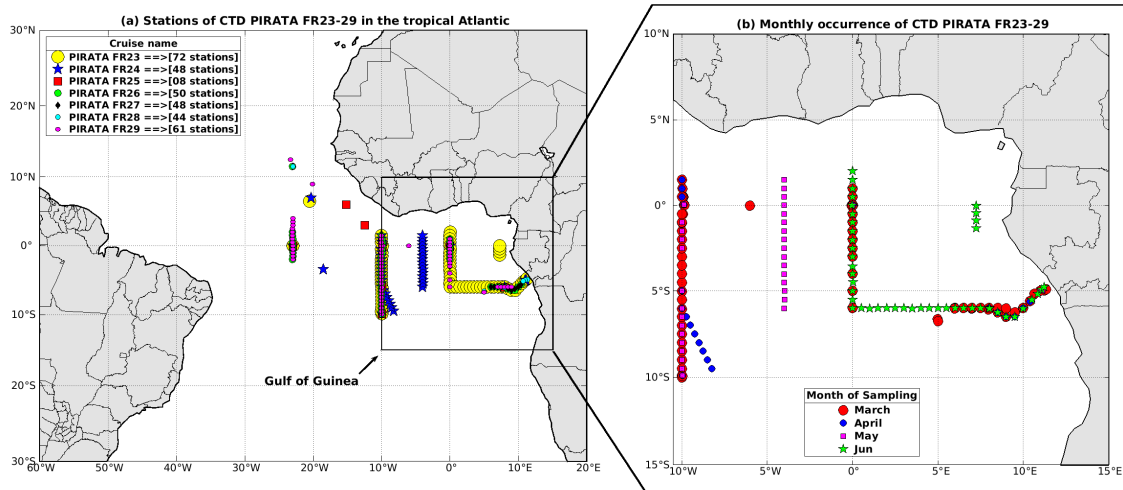 (a) Stations of CTD PIRATA FR23-29 in the tropical Atlantic
30°N
20°N
10°N
0°
10°S
20°S
30°S
60°W
50°W
40°W
30°W
20°W
10°W
0°
10°E
20°E
Cruise name
PIRATA FR23 ==>[72 stations]
PIRATA FR24 ==>[48 stations]
PIRATA FR25 ==>[08 stations]
PIRATA FR26 ==>[50 stations]
PIRATA FR27 ==>[48 stations]
PIRATA FR28 ==>[44 stations]
PIRATA FR29 ==>[61 stations]
Gulf of Guinea
(b) Monthly occurrence of CTD PIRATA FR23-29
10°N
5°N
0°
5°S
10°S
15°S
10°W
5°W
0°
5°E
10°E
15°E
Month of Sampling
March
April
May
Jun